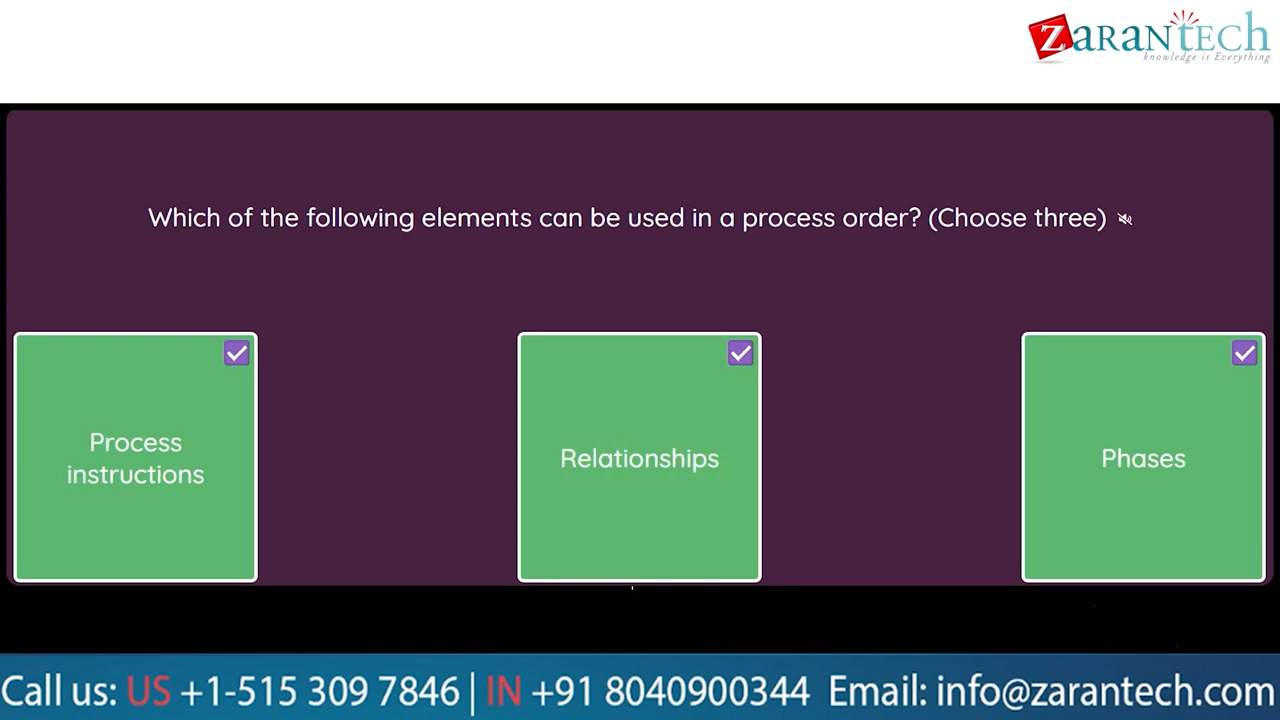 ZARANTECH
knowledge is Everything
Which of the following elements can be used in a process order? (Choose three)
Process
instructions
Relationships
Phases
Call us: US +1-515 309 7846 | IN +91 8040900344 Email: info@zarantech.com